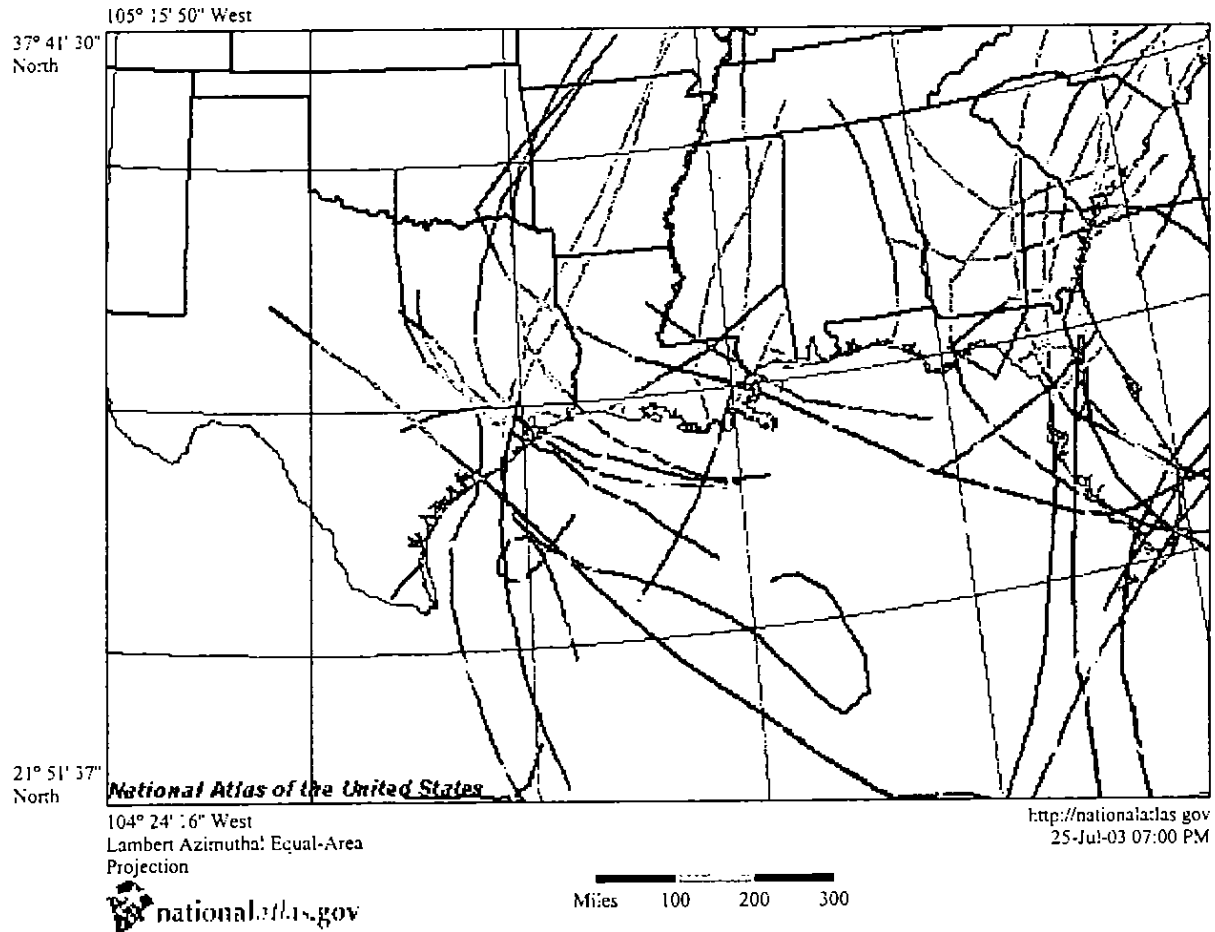 105° 15' 50" West
37° 41' 30"
North
21° 51' 37"
North
National Atlas of the United States
104° 24' 16" West
Lambert Azimuthal Equal-Area
Projection
http://nationalatlas gov
25-Jul-03 07:00 PM
nationalatlas.gov
Miles 100 200 300